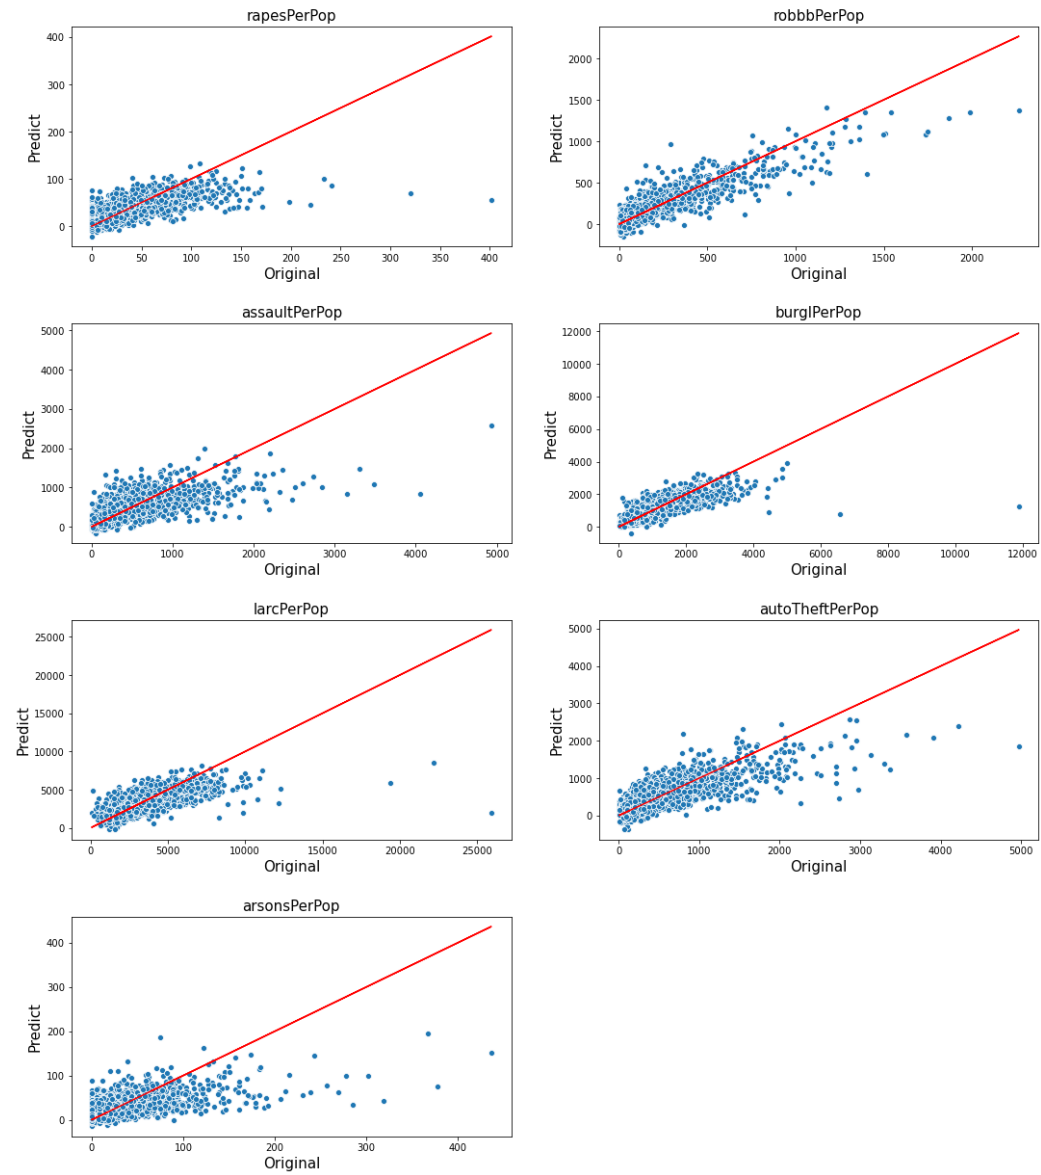 rapesPerPop
400
300
200
100
0
Predict
0 50 100 150 200 250 300 350 400
Original
robbbPerPop
2000
1500
1000
500
0
Predict
0 500 1000 1500 2000
Original
assaultPerPop
5000
4000
3000
2000
1000
0
Predict
0 1000 2000 3000 4000 5000
Original
burglPerPop
12000
10000
8000
6000
4000
2000
0
Predict
0 2000 4000 6000 8000 10000 12000
Original
larcPerPop
25000
20000
15000
10000
5000
0
Predict
0 5000 10000 15000 20000 25000
Original
autoTheftPerPop
5000
4000
3000
2000
1000
0
Predict
0 1000 2000 3000 4000 5000
Original
arsonsPerPop
400
300
200
100
0
Predict
0 100 200 300 400
Original